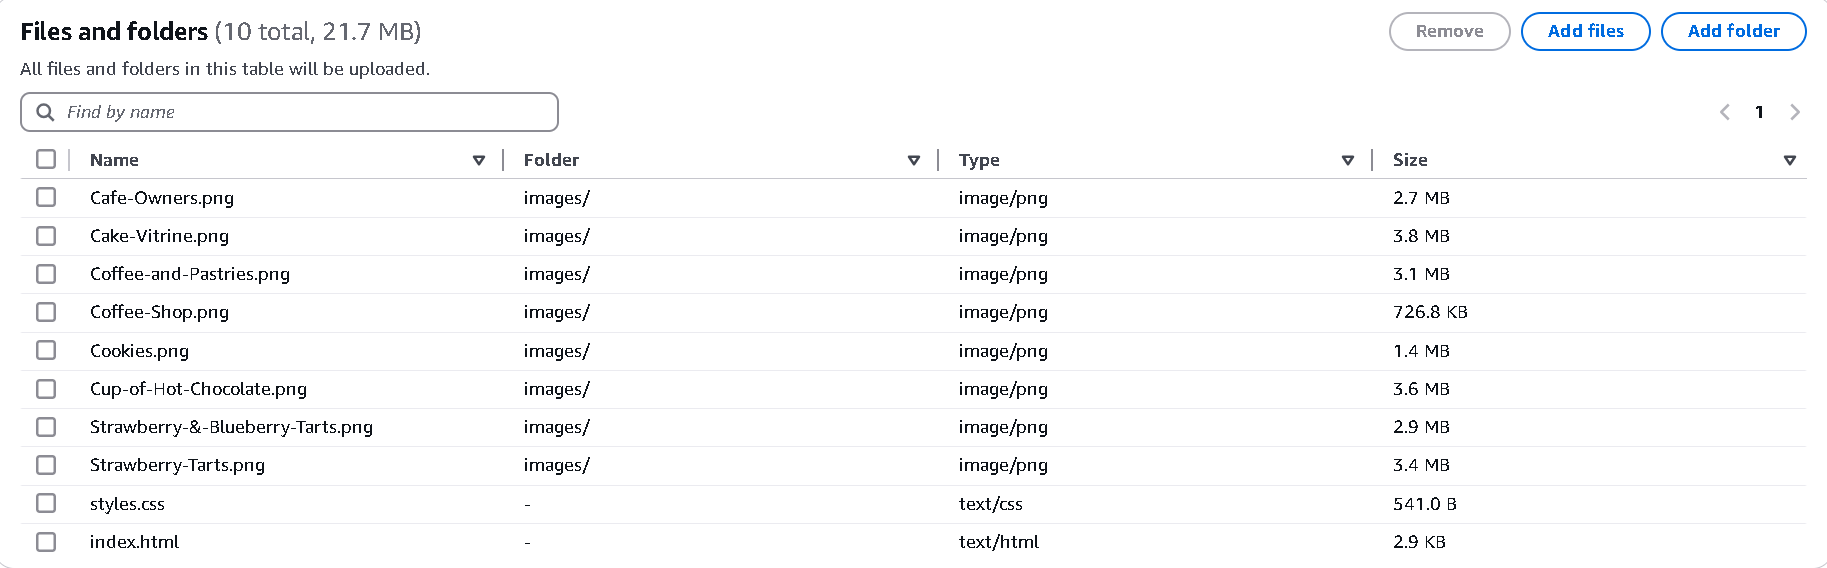 Files and folders (10 total, 21.7 MB)
Remove
Add files
Add folder
All files and folders in this table will be uploaded.
Find by name
1
Name Folder Type Size
Cafe-Owners.png images/ image/png 2.7 MB
Cake-Vitrine.png images/ image/png 3.8 MB
Coffee-and-Pastries.png images/ image/png 3.1 MB
Coffee-Shop.png images/ image/png 726.8 KB
Cookies.png images/ image/png 1.4 MB
Cup-of-Hot-Chocolate.png images/ image/png 3.6 MB
Strawberry-&-Blueberry-Tarts.png images/ image/png 2.9 MB
Strawberry-Tarts.png images/ image/png 3.4 MB
styles.css - text/css 541.0 B
index.html - text/html 2.9 KB